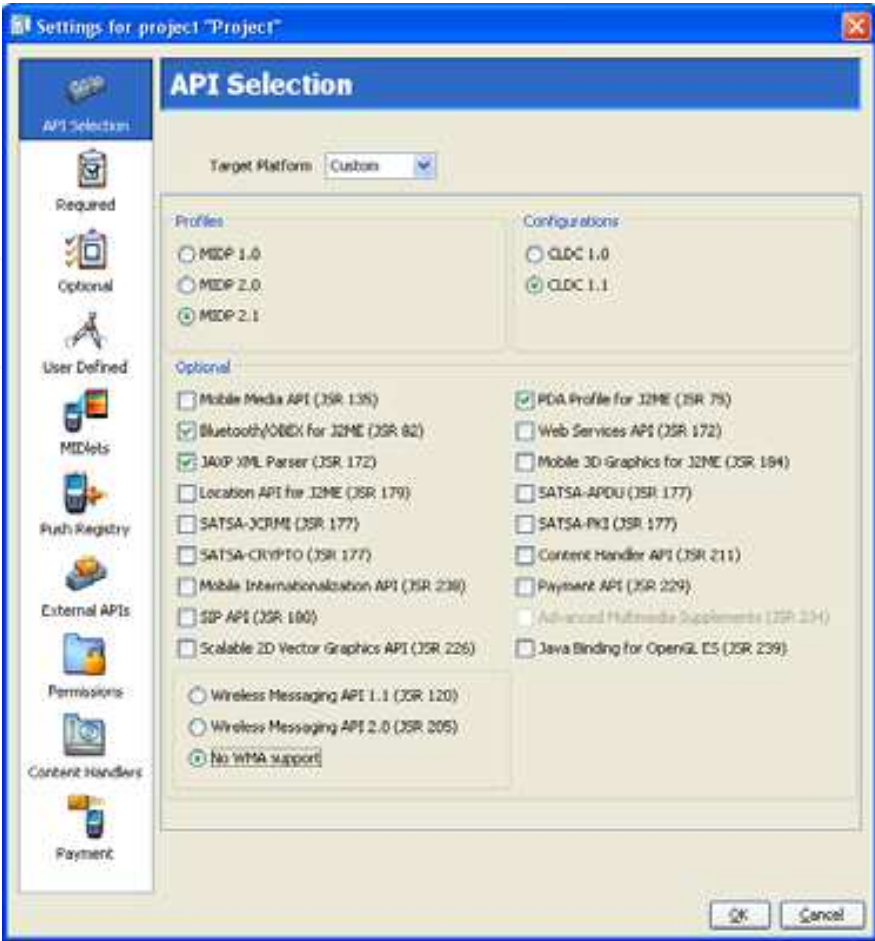 Settings for project "Project"
API Selection
Required
Optional
User Defined
MIDlets
Push Registry
External APIs
Permissions
Content Handlers
Payment
API Selection
Target Platform Custom
Profiles
MIDP 1.0
MIDP 2.0
MIDP 2.1
Configurations
CLDC 1.0
CLDC 1.1
Optional
Mobile Media API (JSR 135)
PDA Profile for J2ME (JSR 75)
Bluetooth/OBEX for J2ME (JSR 82)
Web Services API (JSR 172)
JAXP XML Parser (JSR 172)
Mobile 3D Graphics for J2ME (JSR 184)
Location API for J2ME (JSR 179)
SATSA-APDU (JSR 177)
SATSA-JCRMI (JSR 177)
SATSA-PKI (JSR 177)
SATSA-CRYPTO (JSR 177)
Content Handler API (JSR 211)
Mobile Internationalization API (JSR 238)
Payment API (JSR 229)
SIP API (JSR 180)
Advanced Multimedia Supplements (JSR 234)
Scalable 2D Vector Graphics API (JSR 226)
Java Binding for OpenGL ES (JSR 239)
Wireless Messaging API 1.1 (JSR 120)
Wireless Messaging API 2.0 (JSR 205)
No WMA support
OK Cancel